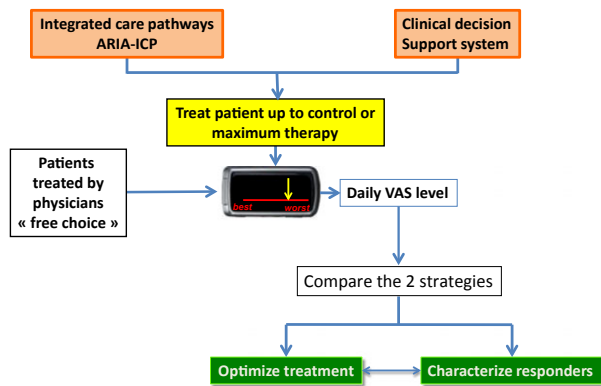 Integrated care pathways
ARIA-ICP
Clinical decision
Support system
Treat patient up to control or
maximum therapy
Patients
treated by
physicians
« free choice »
best
worst
Daily VAS level
Compare the 2 strategies
Optimize treatment
Characterize responders